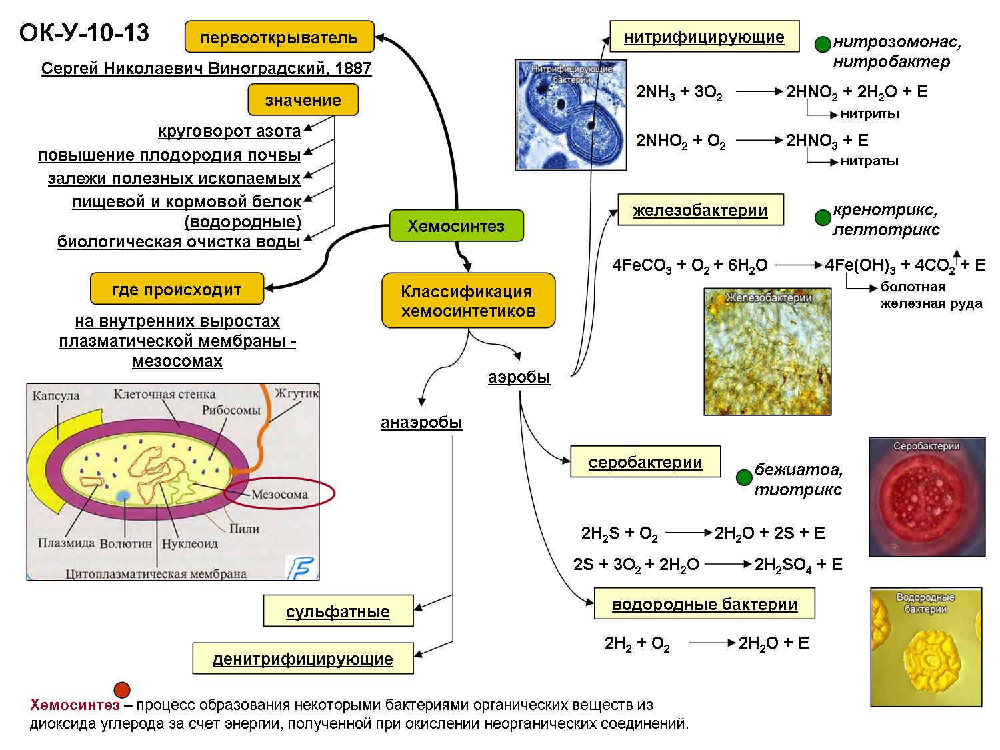 ОК-У-10-13
первооткрыватель
Сергей Николаевич Виноградский, 1887
значение
круговорот азота
повышение плодородия почвы
залежи полезных ископаемых
пищевой и кормовой белок
(водородные)
биологическая очистка воды
Хемосинтез
где происходит
на внутренних выростах
плазматической мембраны -
мезосомах
Капсула
Клеточная стенка
Рибосомы
Жгутик
Мезосома
Пили
Плазмида
Волютин
Нуклеоид
Цитоплазматическая мембрана
F
Классификация
хемосинтетиков
аэробы
анаэробы
сульфатные
денитрифицирующие
нитрифицирующие
нитрозомонас,
нитробактер
Нитрифицирующие
бактерии
2NH₃ + 3O₂ → 2HNO₂ + 2H₂O + E
нитриты
2NHO₂ + O₂ → 2HNO₃ + E
нитраты
железобактерии
кренотрикс,
лептотрикс
4FeCO₃ + O₂ + 6H₂O → 4Fe(OH)₃ + 4CO₂↑ + E
болотная
железная руда
Железобактерии
серобактерии
бежиатоа,
тиотрикс
Серобактерии
2H₂S + O₂ → 2H₂O + 2S + E
2S + 3O₂ + 2H₂O → 2H₂SO₄ + E
водородные бактерии
Водородные
бактерии
2H₂ + O₂ → 2H₂O + E
Хемосинтез – процесс образования некоторыми бактериями органических веществ из
диоксида углерода за счет энергии, полученной при окислении неорганических соединений.